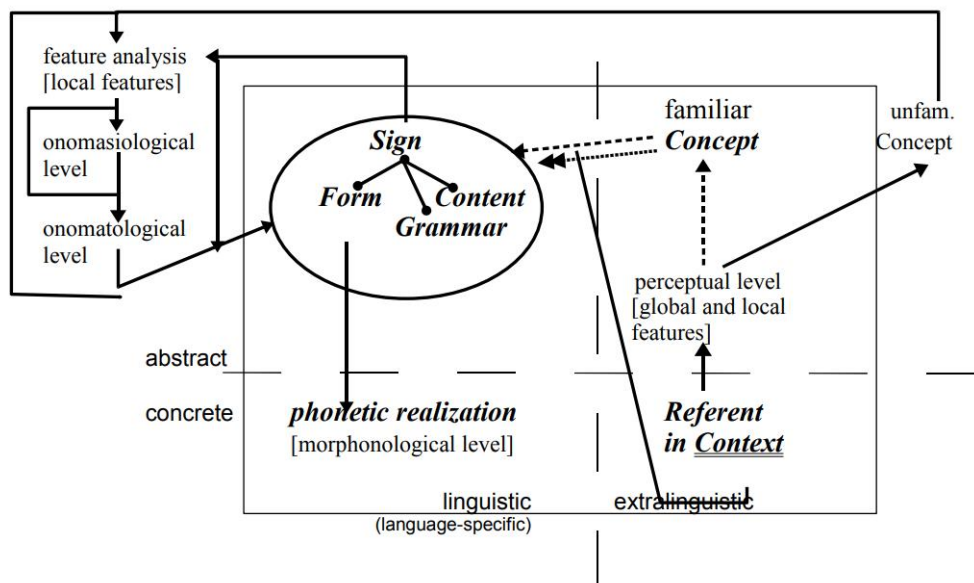 feature analysis
[local features]
onomasiological
level
onomatological
level
Sign
Form
Content
Grammar
familiar
Concept
unfam.
Concept
perceptual level
[global and local
features]
abstract
concrete
phonetic realization
[morphonological level]
Referent
in Context
linguistic
(language-specific)
extralinguistic